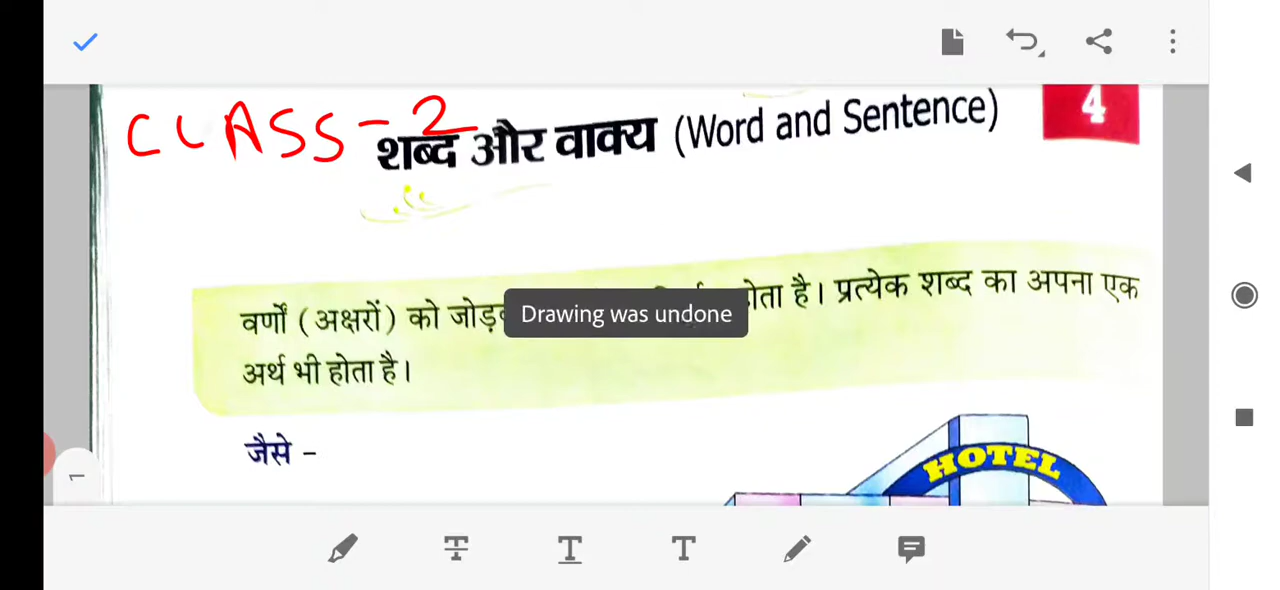 CLASS-2
शब्द और वाक्य (Word and Sentence)
4
वर्णों (अक्षरों) को होता है। प्रत्येक शब्द का अपना एक
Drawing was undone
अर्थ भी होता है।
जैसे -
HOTEL
1
T T T